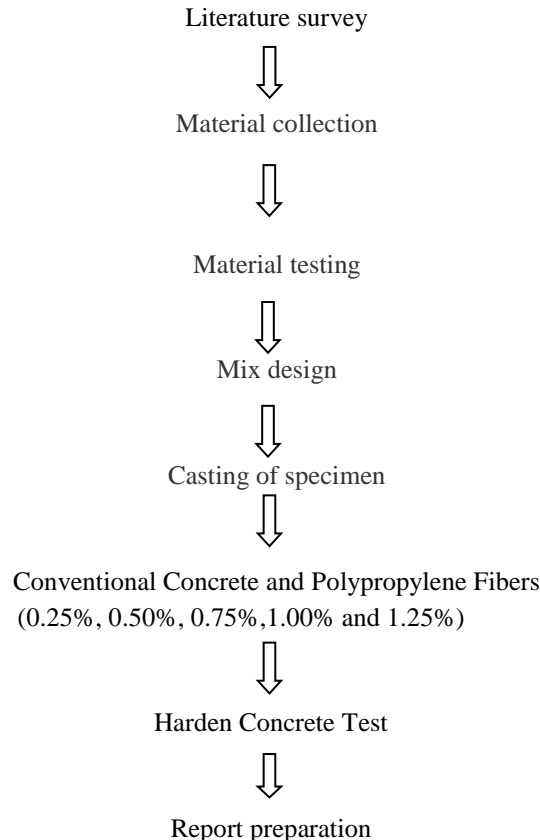 Literature survey
Material collection
Material testing
Mix design
Casting of specimen
Conventional Concrete and Polypropylene Fibers
(0.25%, 0.50%, 0.75%,1.00% and 1.25%)
Harden Concrete Test
Report preparation